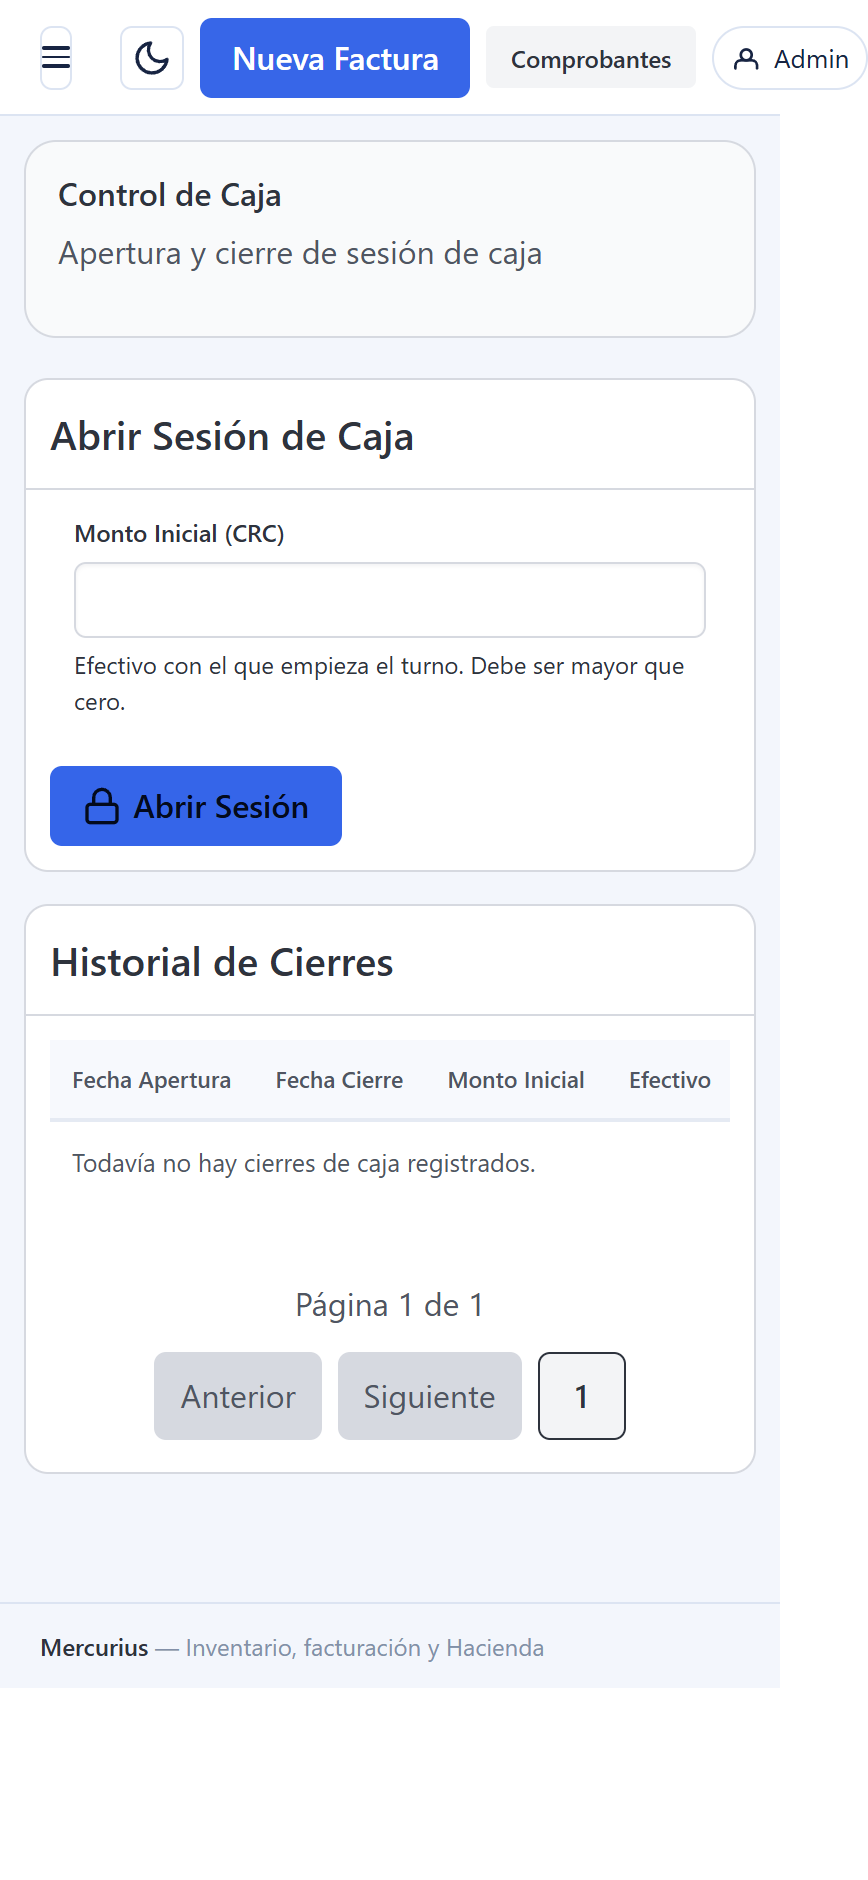 Nueva Factura
Comprobantes
Admin
Control de Caja
Apertura y cierre de sesión de caja
Abrir Sesión de Caja
Monto Inicial (CRC)
Efectivo con el que empieza el turno. Debe ser mayor que
cero.
Abrir Sesión
Historial de Cierres
Fecha Apertura Fecha Cierre Monto Inicial Efectivo
Todavía no hay cierres de caja registrados.
Página 1 de 1
Anterior Siguiente 1
Mercurius — Inventario, facturación y Hacienda